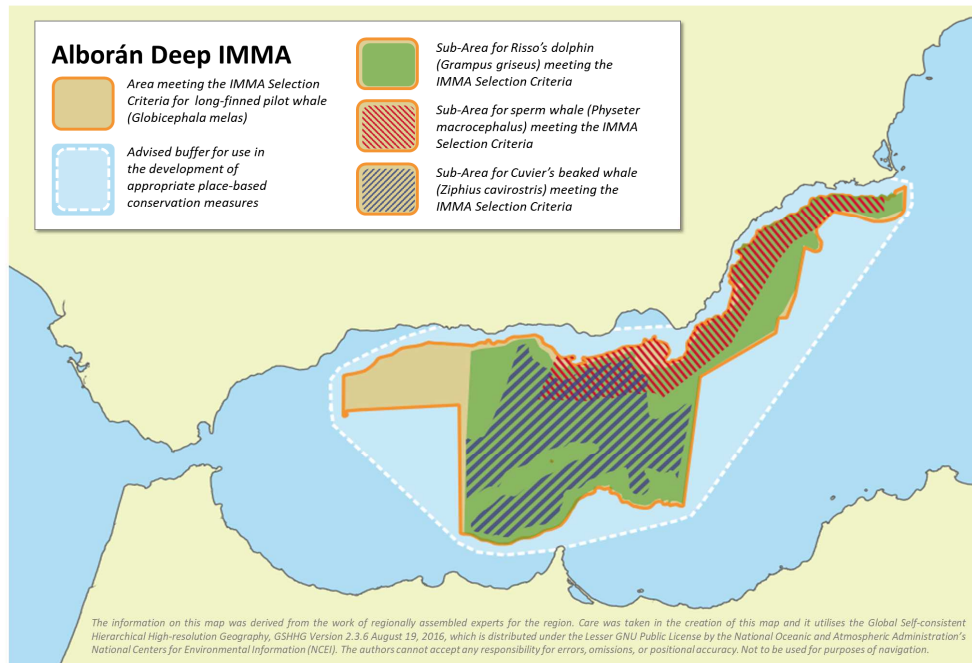 Alborán Deep IMMA
Area meeting the IMMA Selection
Criteria for long-finned pilot whale
(Globicephala melas)
Advised buffer for use in
the development of
appropriate place-based
conservation measures
Sub-Area for Risso's dolphin
(Grampus griseus) meeting the
IMMA Selection Criteria
Sub-Area for sperm whale (Physeter
macrocephalus) meeting the IMMA
Selection Criteria
Sub-Area for Cuvier's beaked whale
(Ziphius cavirostris) meeting the
IMMA Selection Criteria
The information on this map was derived from the work of regionally assembled experts for the region. Care was taken in the creation of this map and it utilises the Global Self-consistent
Hierarchical High-resolution Geography, GSHHG Version 2.3.6 August 19, 2016, which is distributed under the Lesser GNU Public License by the National Oceanic and Atmospheric Administration's
National Centers for Environmental Information (NCEI). The authors cannot accept any responsibility for errors, omissions, or positional accuracy. Not to be used for purposes of navigation.